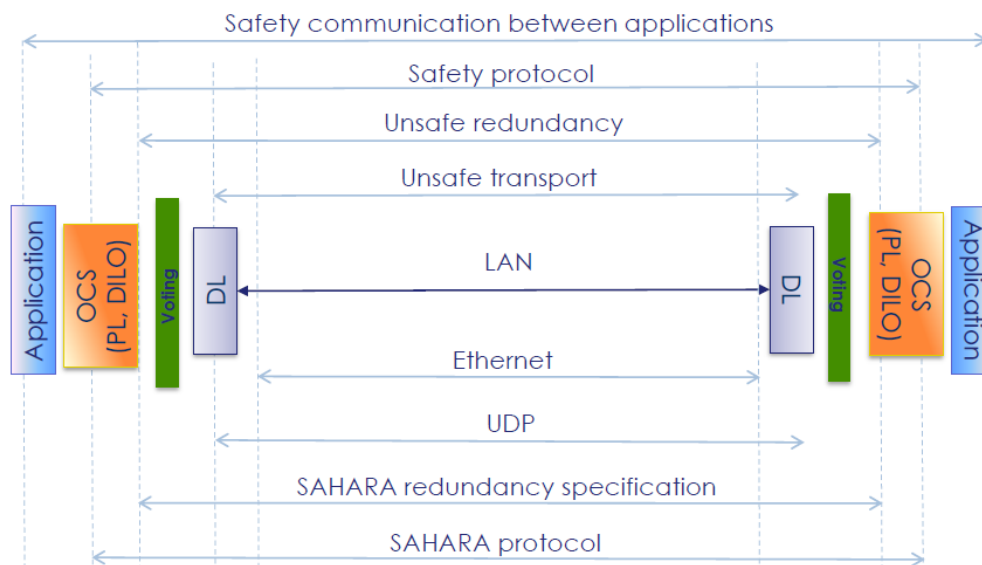 Safety communication between applications
Safety protocol
Unsafe redundancy
Unsafe transport
Application
OCS
(PL, DILO)
Voting
DL
LAN
DL
Voting
OCS
(PL, DILO)
Application
Ethernet
UDP
SAHARA redundancy specification
SAHARA protocol